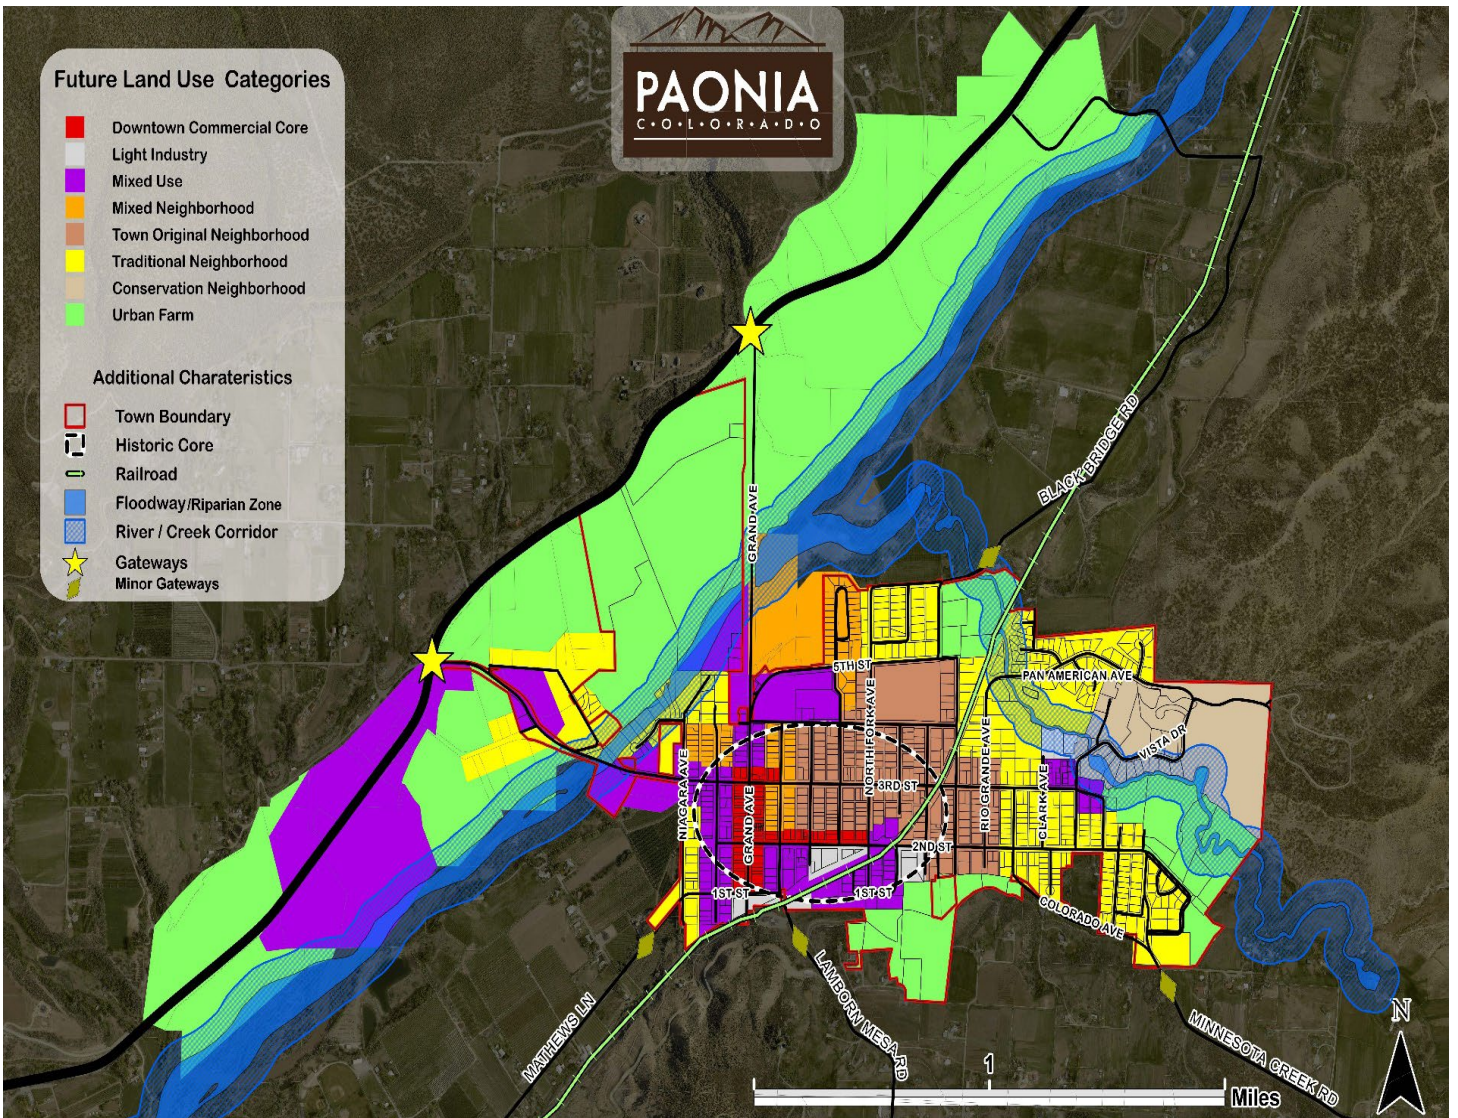 PAONIA
C•O•L•O•R•A•D•O
Future Land Use Categories
Downtown Commercial Core
Light Industry
Mixed Use
Mixed Neighborhood
Town Original Neighborhood
Traditional Neighborhood
Conservation Neighborhood
Urban Farm
Additional Charateristics
Town Boundary
Historic Core
Railroad
Floodway/Riparian Zone
River / Creek Corridor
Gateways
Minor Gateways
BLACK BRIDGE RD
GRAND AVE
5TH ST
PAN AMERICAN AVE
NORTH FORK AVE
RIO GRANDE AVE
VISTA DR
NIAGARA AVE
3RD ST
CLARK AVE
GRAND AVE
2ND ST
1ST ST
1ST ST
COLORADO AVE
MATHEWS LN
LAMBORN MESA RD
MINNESOTA CREEK RD
N
1
Miles